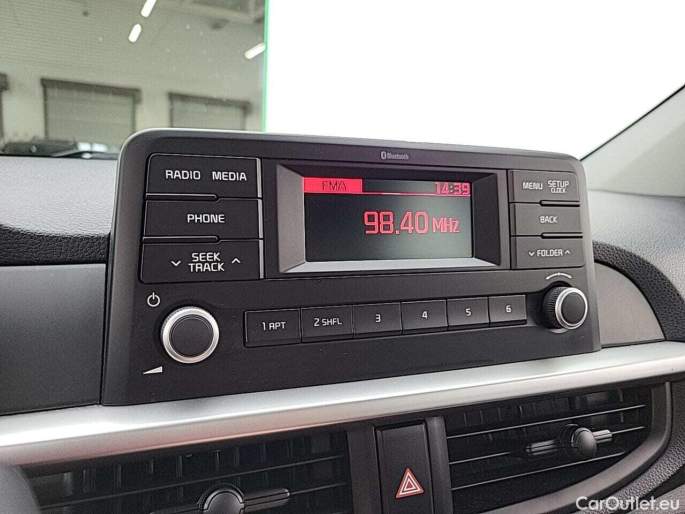 Bluetooth
RADIO MEDIA
PHONE
SEEK
TRACK
FMA 14:39
98.40 MHz
MENU SETUP
CLOCK
BACK
FOLDER
1 RPT 2 SHFL 3 4 5 6
CarOutlet.eu